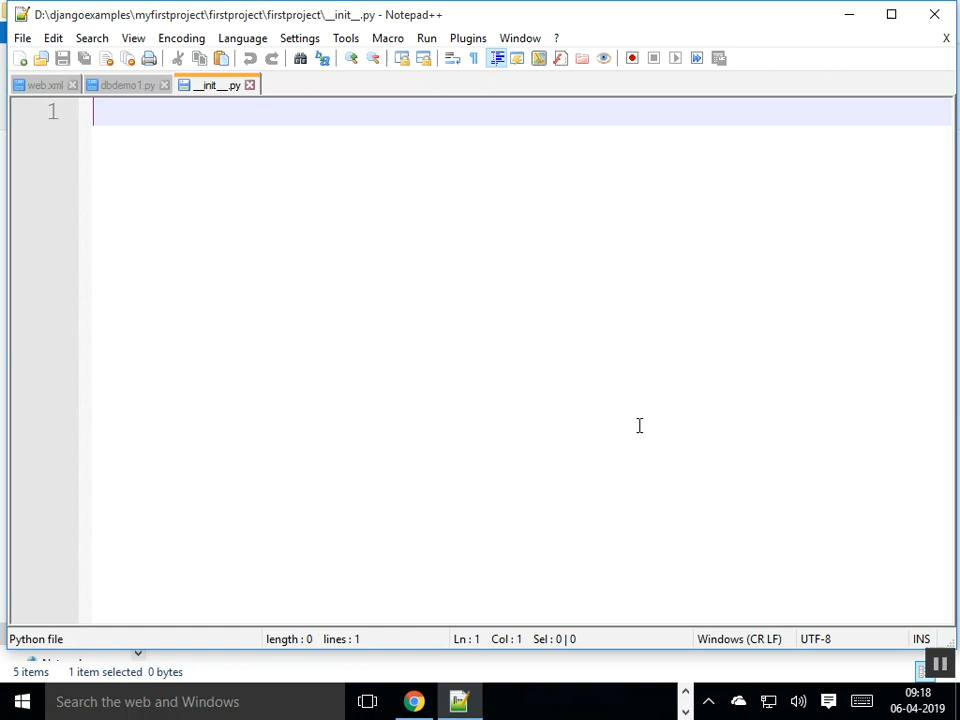 D:\djangoexamples\myfirstproject\firstproject\firstproject\__init__.py - Notepad++
File Edit Search View Encoding Language Settings Tools Macro Run Plugins Window ? X
web.xml dbdemo1.py __init__.py
1
Python file length : 0 lines : 1 Ln : 1 Col : 1 Sel : 0 | 0 Windows (CR LF) UTF-8 INS
5 items 1 item selected 0 bytes
Search the web and Windows
09:18
06-04-2019